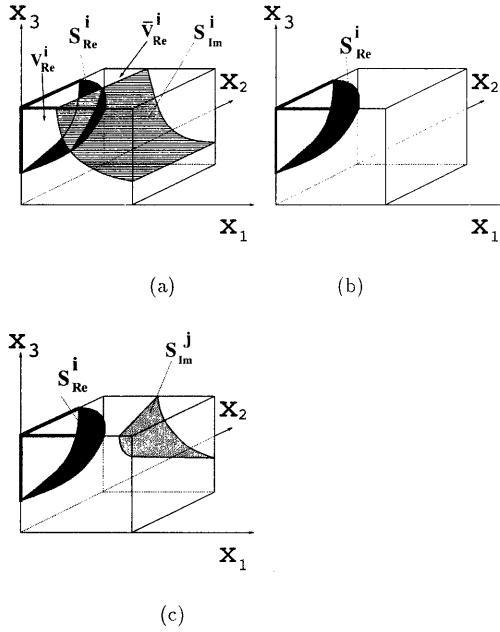 X₃
S^i_Re
V̄^i_Re
S^i_Im
V^i_Re
X₂
X₁
(a)
X₃
S^i_Re
X₂
X₁
(b)
X₃
S^i_Re
S^j_Im
X₂
X₁
(c)